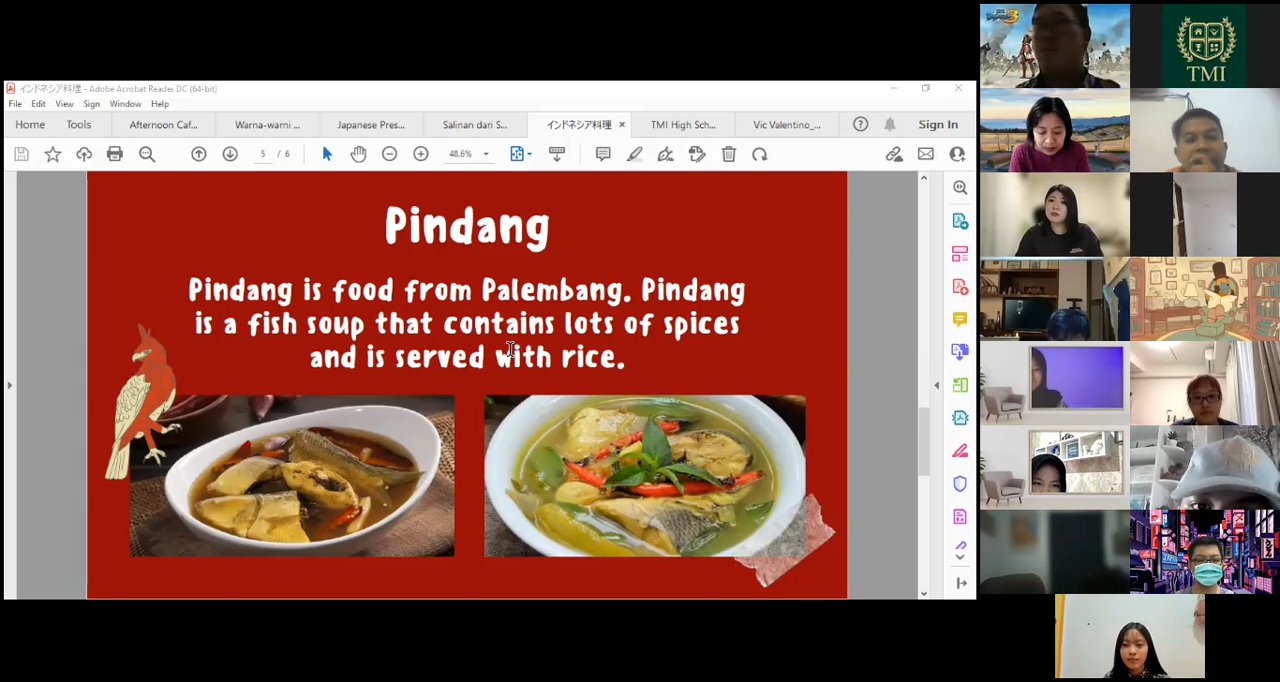 インドネシア料理 - Adobe Acrobat Reader DC (64-bit)
File Edit View Sign Window Help
Home Tools Afternoon Caf... Warna-warni ... Japanese Pres... Salinan dari S... インドネシア料理 × TMI High Sch... Vic Valentino_... Sign In
5 / 6 48.6%
Pindang
Pindang is food from Palembang. Pindang
is a fish soup that contains lots of spices
and is served with rice.
TMI